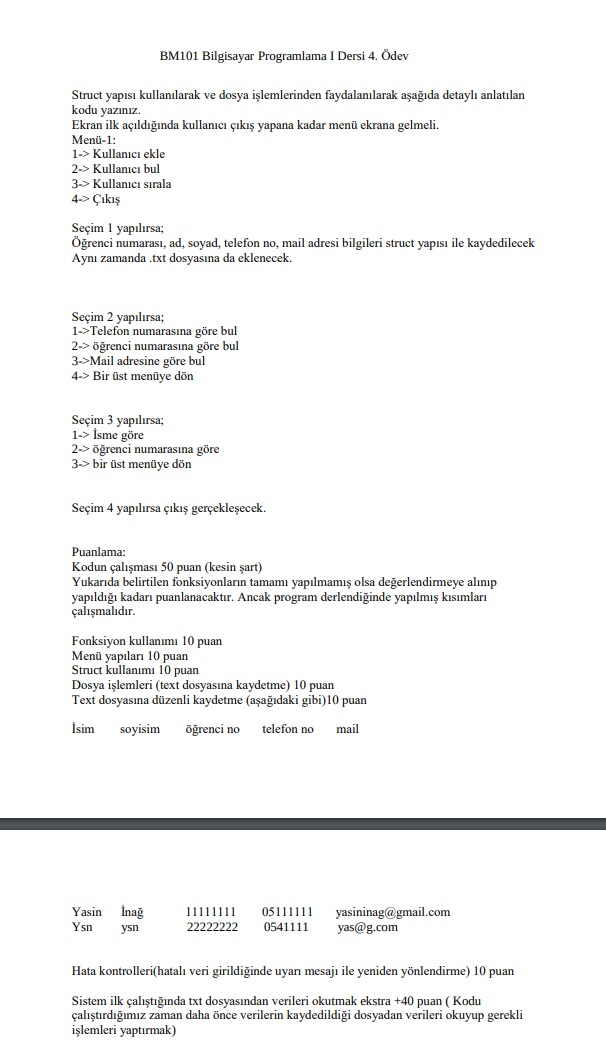 BM101 Bilgisayar Programlama I Dersi 4. Ödev
Struct yapısı kullanılarak ve dosya işlemlerinden faydalanılarak aşağıda detaylı anlatılan
kodu yazınız.
Ekran ilk açıldığında kullanıcı çıkış yapana kadar menü ekrana gelmeli.
Menü-1:
1-> Kullanıcı ekle
2-> Kullanıcı bul
3-> Kullanıcı sırala
4-> Çıkış
Seçim 1 yapılırsa;
Öğrenci numarası, ad, soyad, telefon no, mail adresi bilgileri struct yapısı ile kaydedilecek
Aynı zamanda .txt dosyasına da eklenecek.
Seçim 2 yapılırsa;
1->Telefon numarasına göre bul
2-> öğrenci numarasına göre bul
3->Mail adresine göre bul
4-> Bir üst menüye dön
Seçim 3 yapılırsa;
1-> İsme göre
2-> öğrenci numarasına göre
3-> bir üst menüye dön
Seçim 4 yapılırsa çıkış gerçekleşecek.
Puanlama:
Kodun çalışması 50 puan (kesin şart)
Yukarıda belirtilen fonksiyonların tamamı yapılmamış olsa değerlendirmeye alınıp
yapıldığı kadarı puanlanacaktır. Ancak program derlendiğinde yapılmış kısımları
çalışmalıdır.
Fonksiyon kullanımı 10 puan
Menü yapıları 10 puan
Struct kullanımı 10 puan
Dosya işlemleri (text dosyasına kaydetme) 10 puan
Text dosyasına düzenli kaydetme (aşağıdaki gibi)10 puan
İsim soyisim öğrenci no telefon no mail
Yasin İnağ 11111111 05111111 yasininag@gmail.com
Ysn ysn 22222222 0541111 yas@g.com
Hata kontrolleri(hatalı veri girildiğinde uyarı mesajı ile yeniden yönlendirme) 10 puan
Sistem ilk çalıştığında txt dosyasından verileri okutmak ekstra +40 puan ( Kodu
çalıştırdığımız zaman daha önce verilerin kaydedildiği dosyadan verileri okuyup gerekli
işlemleri yaptırmak)